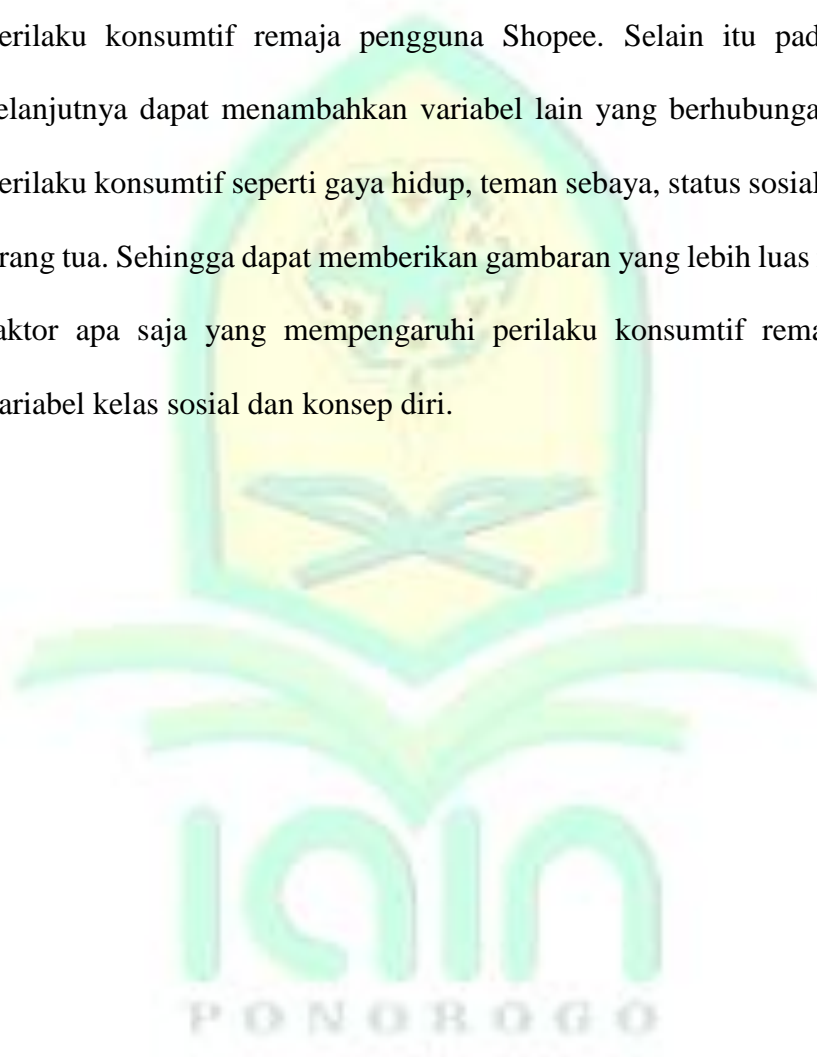 erilaku konsumtif remaja pengguna Shopee. Selain itu pad
elanjutnya dapat menambahkan variabel lain yang berhubunga
erilaku konsumtif seperti gaya hidup, teman sebaya, status sosial
rang tua. Sehingga dapat memberikan gambaran yang lebih luas
aktor apa saja yang mempengaruhi perilaku konsumtif rema
ariabel kelas sosial dan konsep diri.
iain
PONOROGO